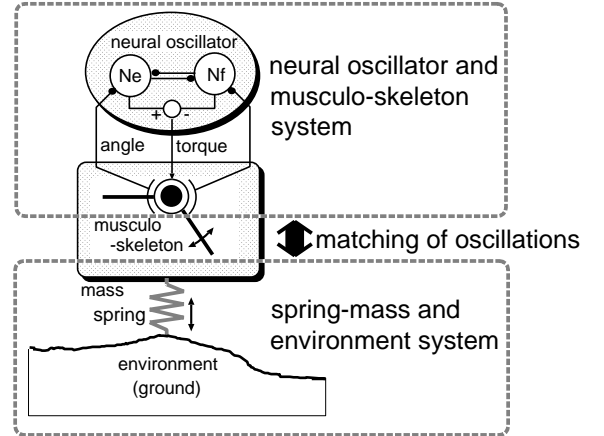 neural oscillator
Ne
Nf
+ -
angle
torque
musculo
-skeleton
mass
spring
environment
(ground)
neural oscillator and
musculo-skeleton
system
matching of oscillations
spring-mass and
environment system